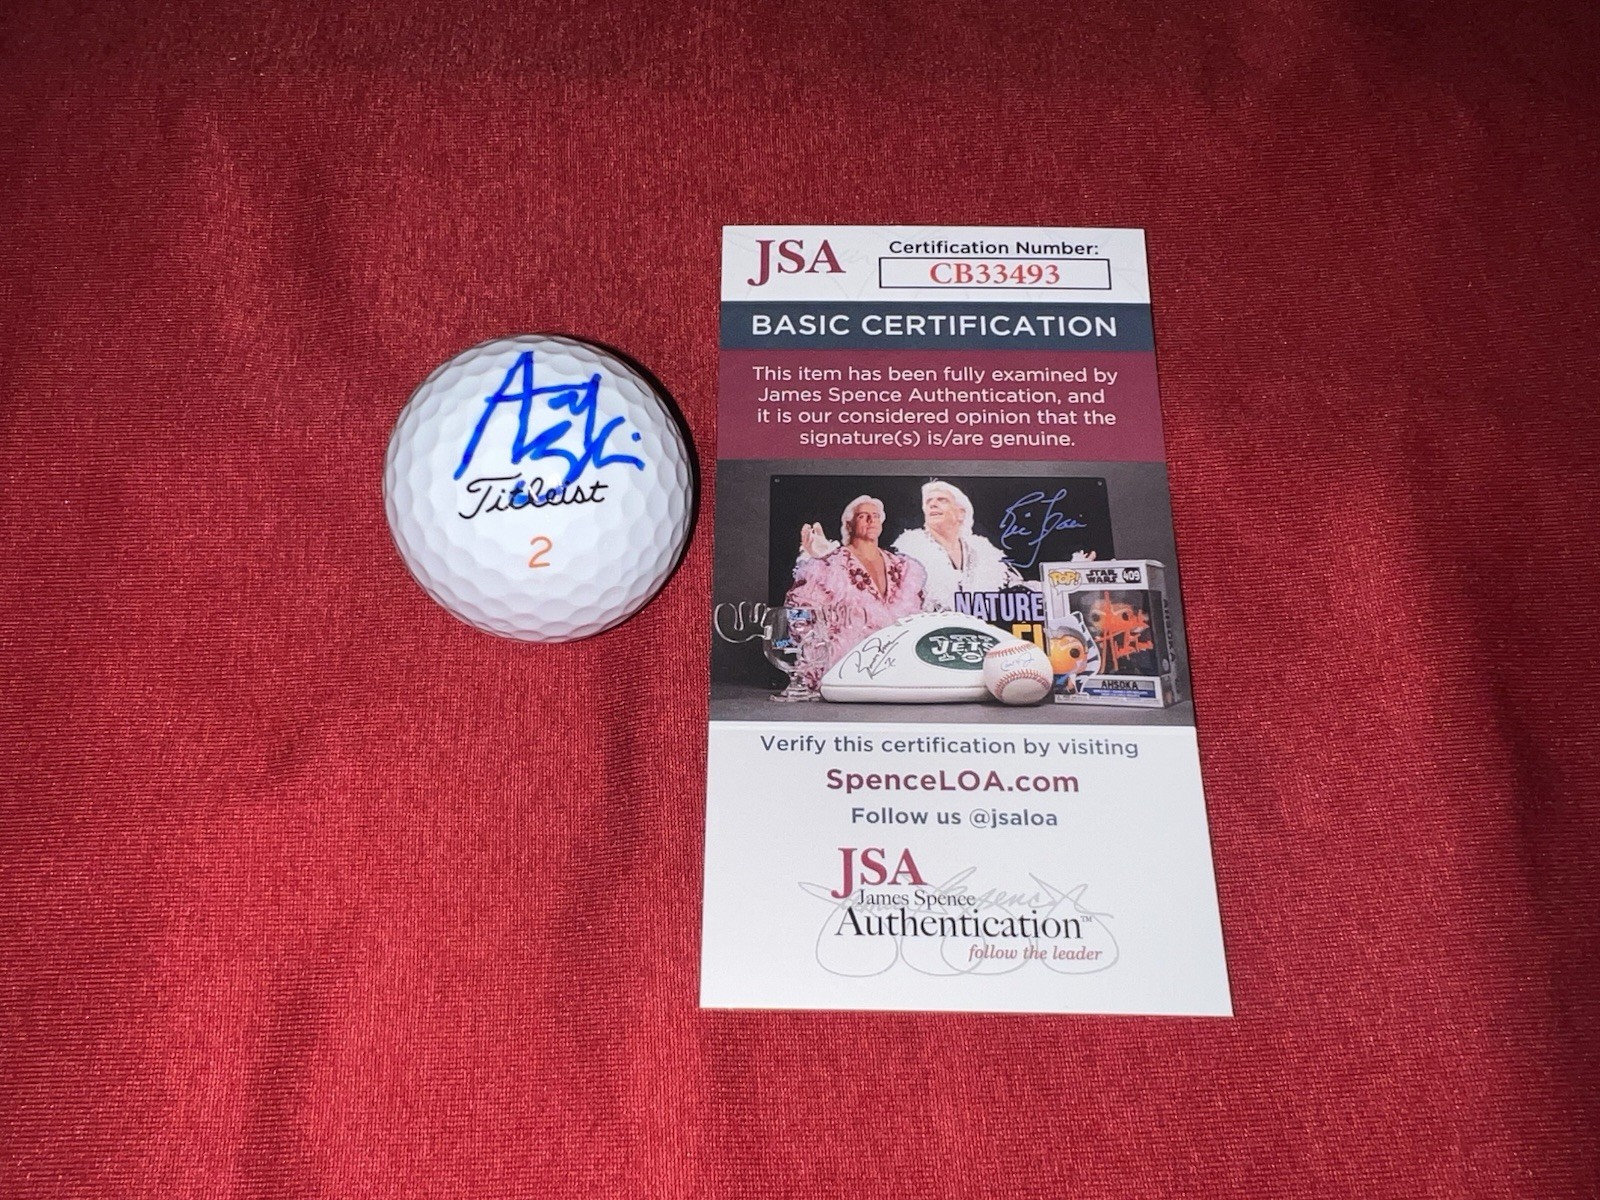 Titleist
2
JSA
Certification Number:
CB33493
BASIC CERTIFICATION
This item has been fully examined by
James Spence Authentication, and
it is our considered opinion that the
signature(s) is/are genuine.
NATURE
JETS
POP!
STAR
WARS
409
AHSOKA
Verify this certification by visiting
SpenceLOA.com
Follow us @jsaloa
JSA
James Spence
Authentication™
follow the leader